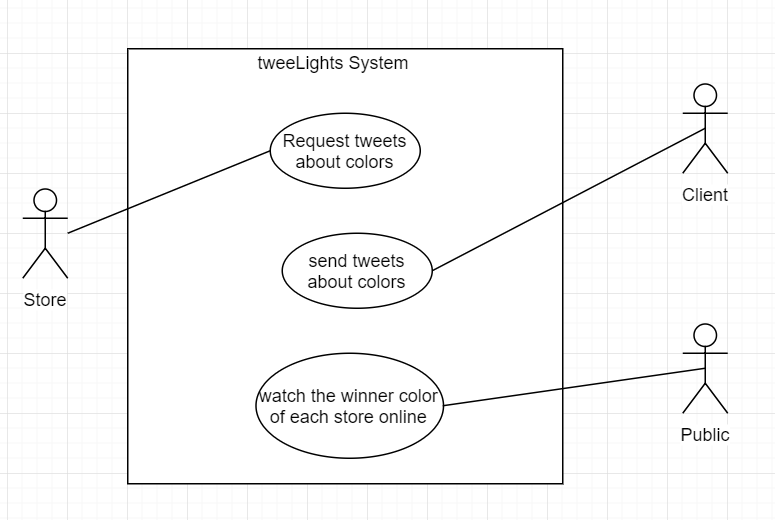 tweeLights System
Request tweets
about colors
Client
send tweets
about colors
Store
watch the winner color
of each store online
Public